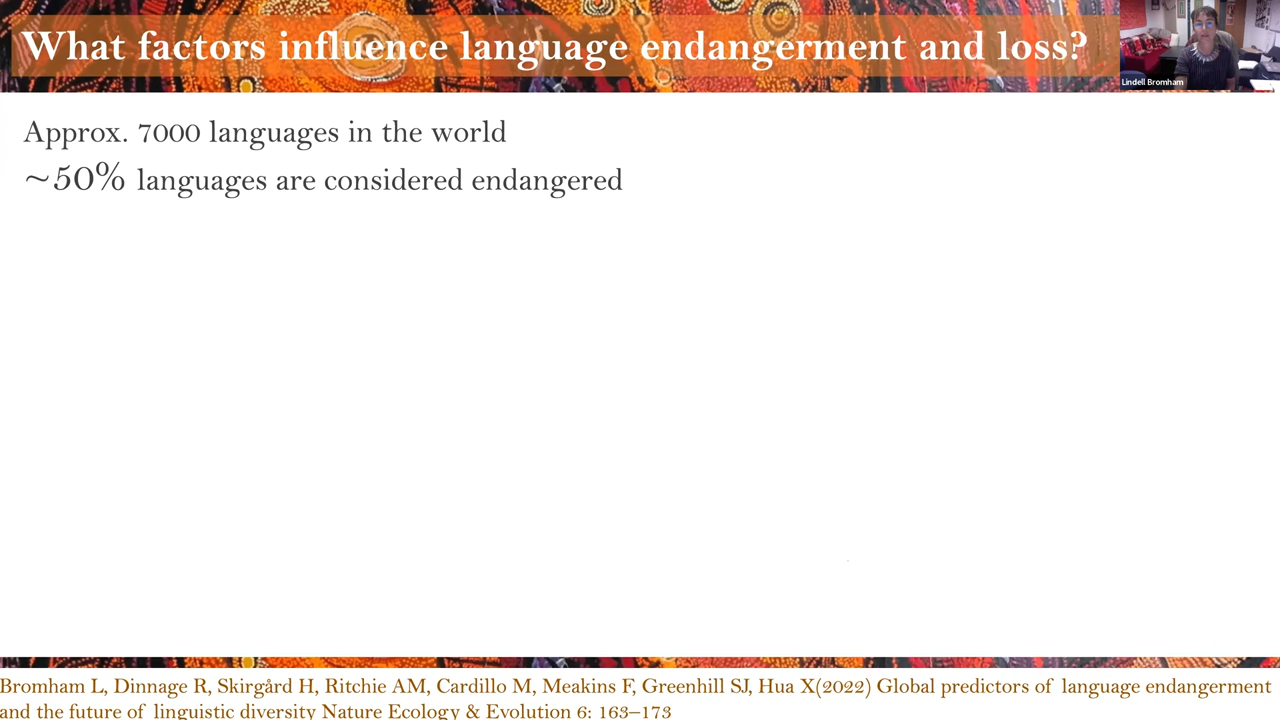 What factors influence language endangerment and loss?
Lindell Bromham
Approx. 7000 languages in the world
~50% languages are considered endangered
Bromham L, Dinnage R, Skirgård H, Ritchie AM, Cardillo M, Meakins F, Greenhill SJ, Hua X(2022) Global predictors of language endangerment
and the future of linguistic diversity Nature Ecology & Evolution 6: 163–173